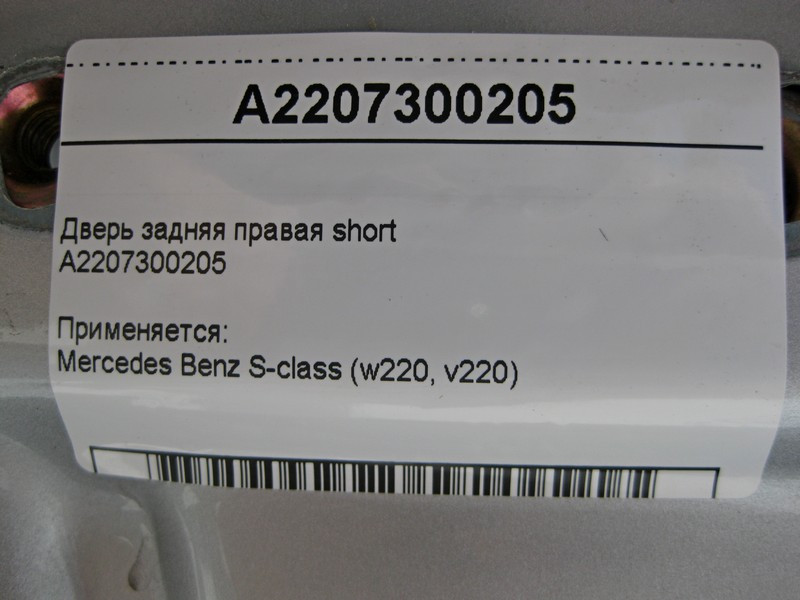 A2207300205
Дверь задняя правая short
A2207300205
Применяется:
Mercedes Benz S-class (w220, v220)